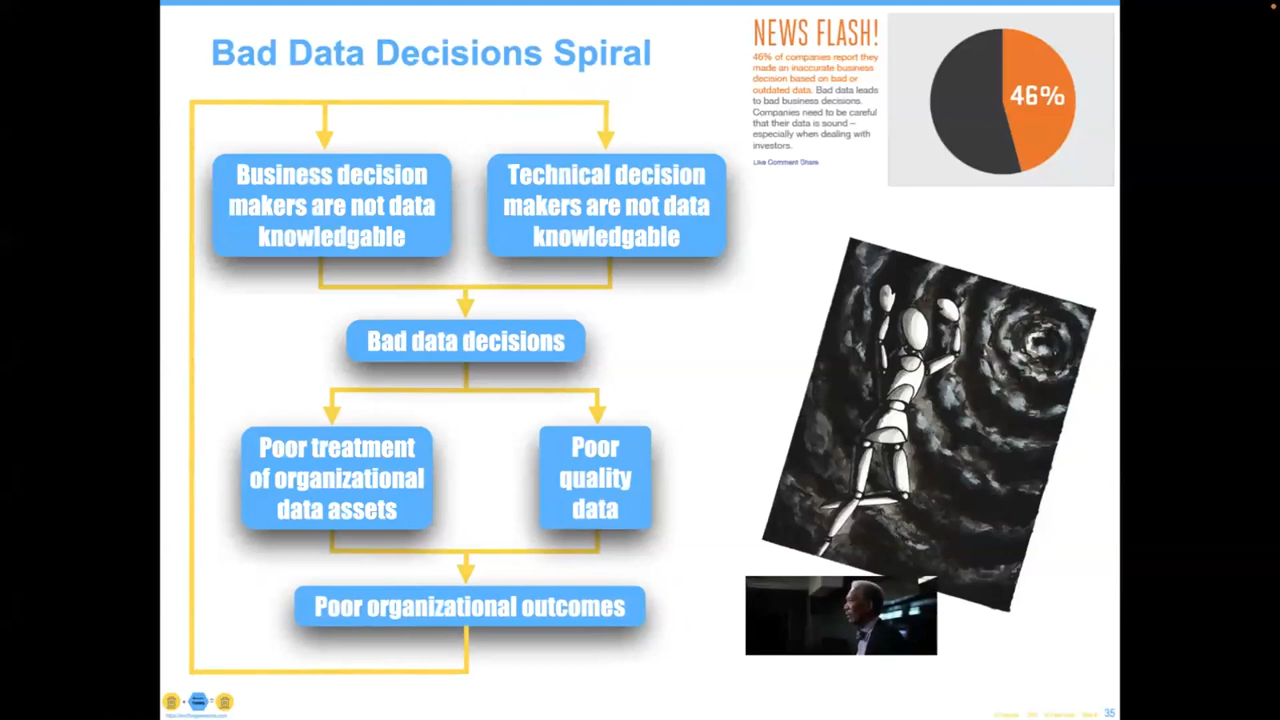 Bad Data Decisions Spiral
NEWS FLASH!
46% of companies report they
made an inaccurate business
decision based on bad or
outdated data. Bad data leads
to bad business decisions.
Companies need to be careful
that their data is sound –
especially when dealing with
investors.
Like Comment Share
46%
Business decision
makers are not data
knowledgable
Technical decision
makers are not data
knowledgable
Bad data decisions
Poor treatment
of organizational
data assets
Poor
quality
data
Poor organizational outcomes
35